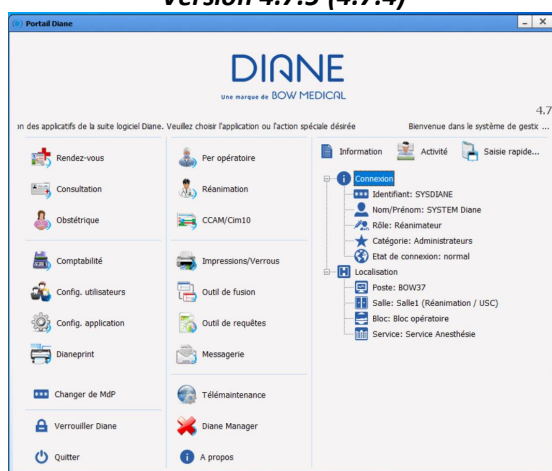 Version 4.7.5 (4.7.4)
Portail Diane
DIANE
Une marque de BOW MEDICAL
4.7
on des applicatifs de la suite logiciel Diane. Veuillez choisir l'application ou l'action spéciale désirée
Bienvenue dans le système de gestic ...
Rendez-vous
Per opératoire
Information
Activité
Saisie rapide...
Consultation
Réanimation
Obstétrique
CCAM/Cim10
Comptabilité
Impressions/Verrous
Config. utilisateurs
Outil de fusion
Config. application
Outil de requêtes
Dianeprint
Messagerie
Changer de MdP
Télémaintenance
Verrouiller Diane
Diane Manager
Quitter
A propos
Connexion
Identifiant: SYSDIANE
Nom/Prénom: SYSTEM Diane
Rôle: Réanimateur
Catégorie: Administrateurs
Etat de connexion: normal
Localisation
Poste: BOW37
Salle: Salle1 (Réanimation / USC)
Bloc: Bloc opératoire
Service: Service Anesthésie